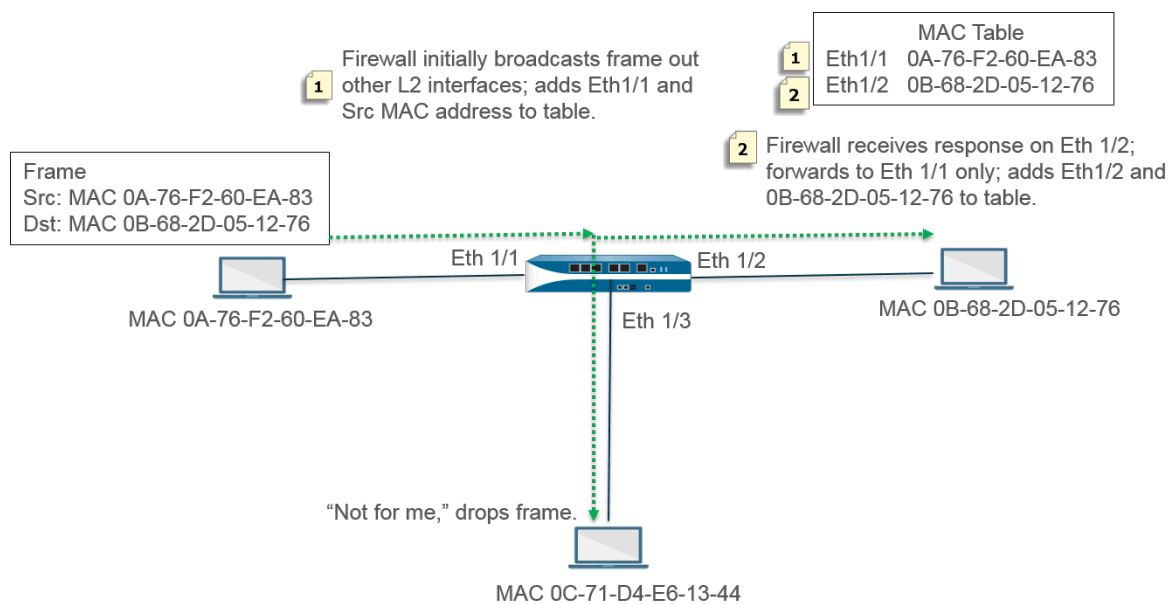 MAC Table
1 Eth1/1 0A-76-F2-60-EA-83
2 Eth1/2 0B-68-2D-05-12-76
1
Firewall initially broadcasts frame out
other L2 interfaces; adds Eth1/1 and
Src MAC address to table.
2
Firewall receives response on Eth 1/2;
forwards to Eth 1/1 only; adds Eth1/2 and
0B-68-2D-05-12-76 to table.
Frame
Src: MAC 0A-76-F2-60-EA-83
Dst: MAC 0B-68-2D-05-12-76
Eth 1/1
Eth 1/2
MAC 0A-76-F2-60-EA-83
MAC 0B-68-2D-05-12-76
Eth 1/3
“Not for me,” drops frame.
MAC 0C-71-D4-E6-13-44